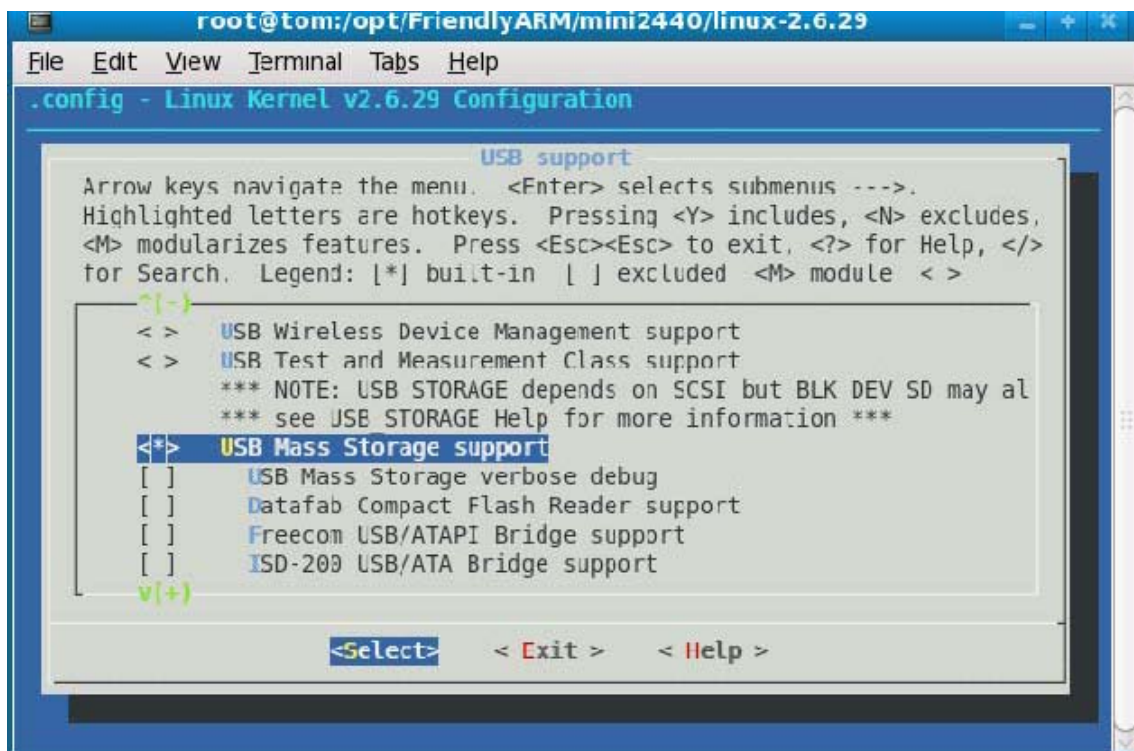 root@tom:/opt/FriendlyARM/mini2440/linux-2.6.29
File Edit View Terminal Tabs Help
.config - Linux Kernel v2.6.29 Configuration
USB support
Arrow keys navigate the menu. <Enter> selects submenus --->.
Highlighted letters are hotkeys. Pressing <Y> includes, <N> excludes,
<M> modularizes features. Press <Esc><Esc> to exit, <?> for Help, </>
for Search. Legend: [*] built-in [ ] excluded <M> module < >
^(-)
< > USB Wireless Device Management support
< > USB Test and Measurement Class support
*** NOTE: USB STORAGE depends on SCSI but BLK DEV SD may al
*** see USB STORAGE Help for more information ***
<*> USB Mass Storage support
[ ] USB Mass Storage verbose debug
[ ] Datafab Compact Flash Reader support
[ ] Freecom USB/ATAPI Bridge support
[ ] ISD-200 USB/ATA Bridge support
v(+)
<Select> < Exit > < Help >